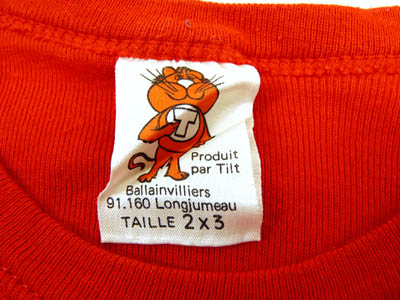 T
Produit
par Tilt
Ballainvilliers
91.160 Longjumeau
TAILLE 2x3